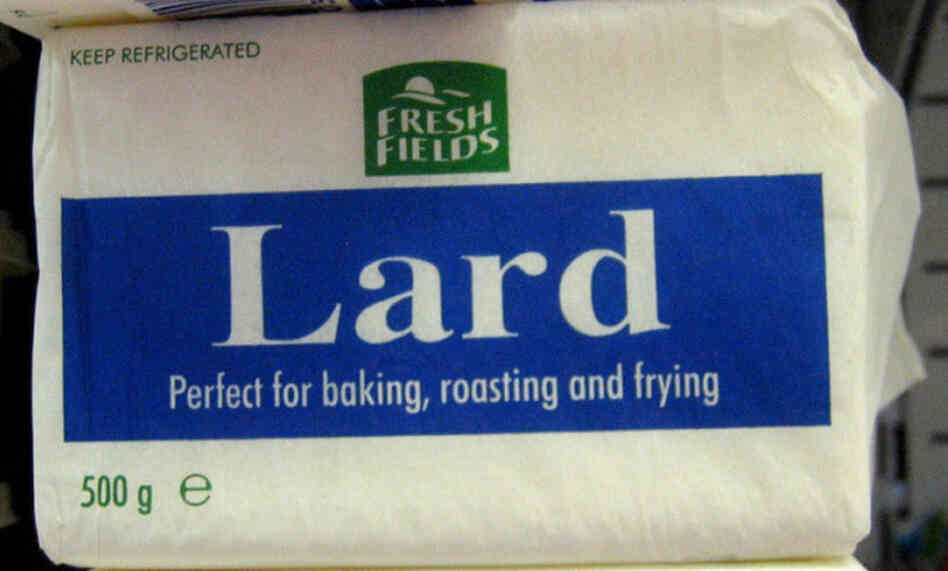 KEEP REFRIGERATED
FRESH
FIELDS
Lard
Perfect for baking, roasting and frying
500 g ℮